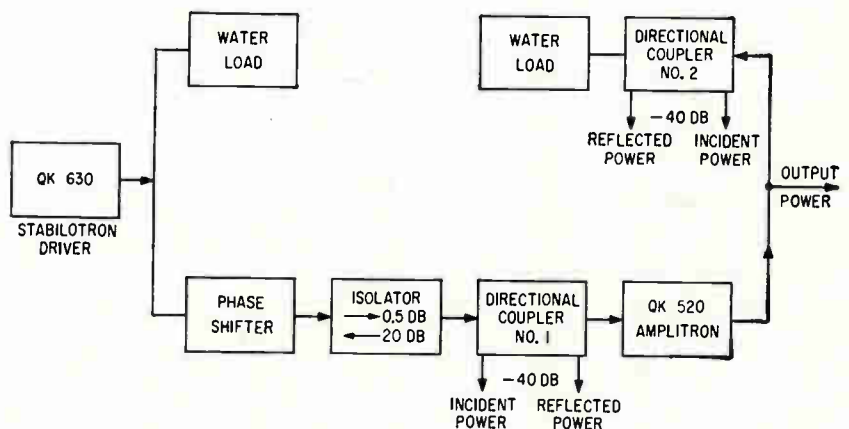 WATER
LOAD
WATER
LOAD
DIRECTIONAL
COUPLER
NO. 2
-40 DB
REFLECTED
POWER
INCIDENT
POWER
QK 630
STABILOTRON
DRIVER
OUTPUT
POWER
PHASE
SHIFTER
ISOLATOR
0.5 DB
20 DB
DIRECTIONAL
COUPLER
NO. 1
-40 DB
INCIDENT
POWER
REFLECTED
POWER
QK 520
AMPLITRON